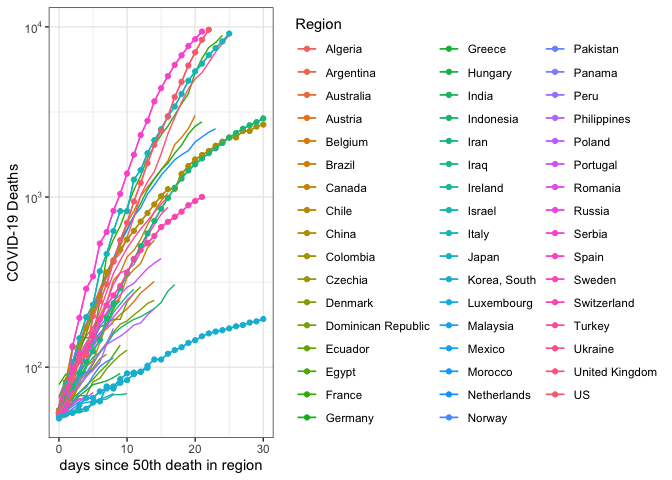 COVID-19 Deaths
10⁴
10³
10²
0
10
20
30
days since 50th death in region
Region
Algeria
Argentina
Australia
Austria
Belgium
Brazil
Canada
Chile
China
Colombia
Czechia
Denmark
Dominican Republic
Ecuador
Egypt
France
Germany
Greece
Hungary
India
Indonesia
Iran
Iraq
Ireland
Israel
Italy
Japan
Korea, South
Luxembourg
Malaysia
Mexico
Morocco
Netherlands
Norway
Pakistan
Panama
Peru
Philippines
Poland
Portugal
Romania
Russia
Serbia
Spain
Sweden
Switzerland
Turkey
Ukraine
United Kingdom
US